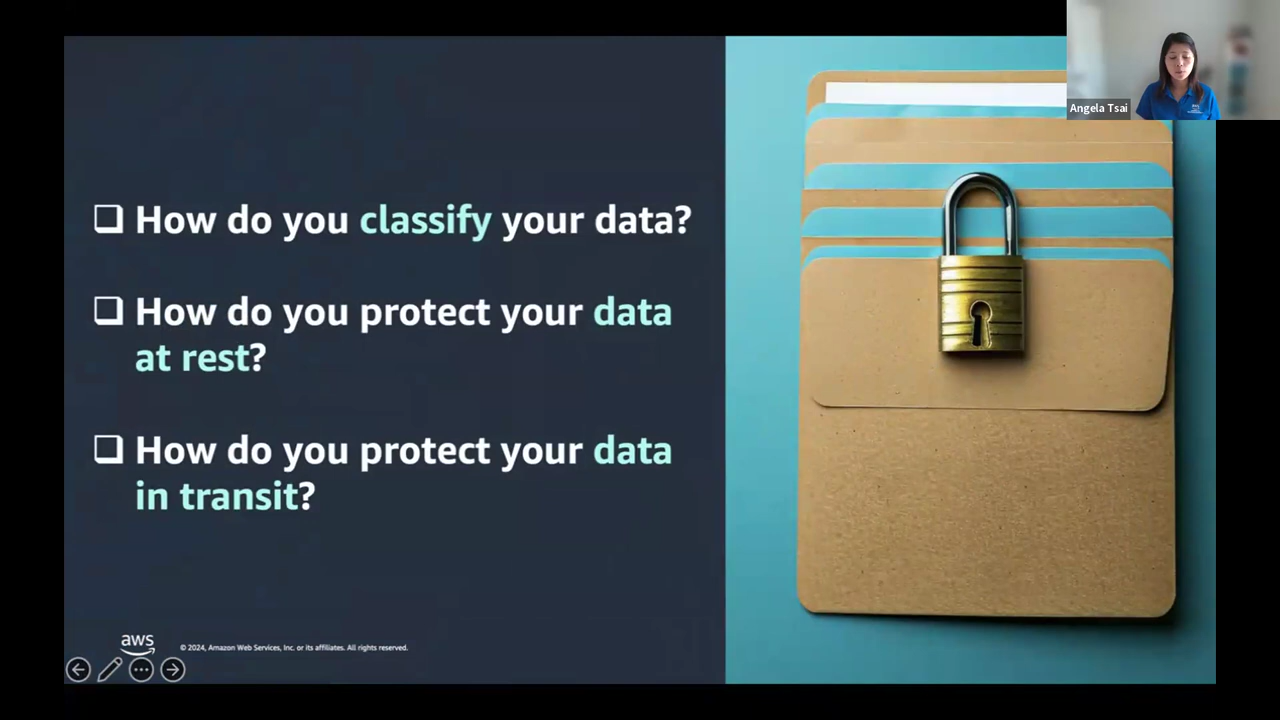 Angela Tsai
❑ How do you classify your data?
❑ How do you protect your data
at rest?
❑ How do you protect your data
in transit?
aws
© 2024, Amazon Web Services, Inc. or its affiliates. All rights reserved.